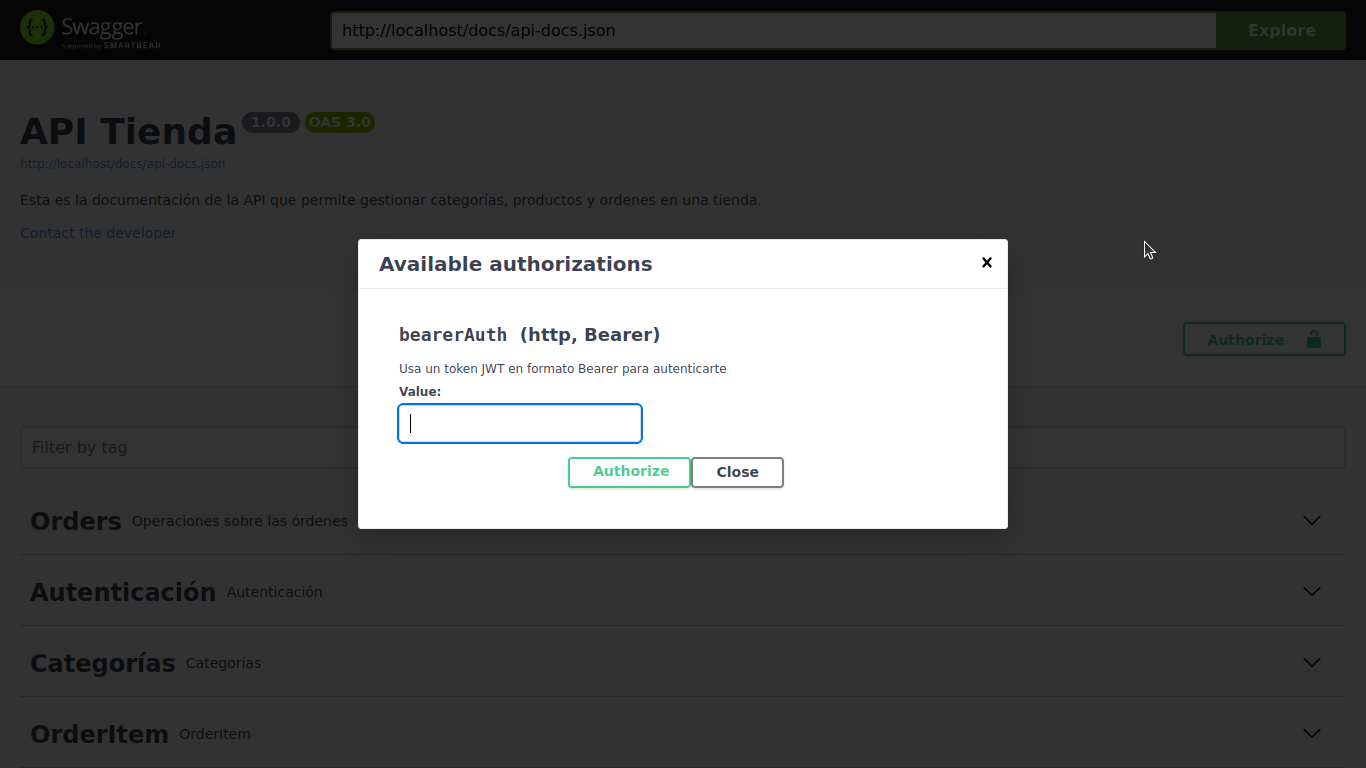 Swagger
Supported by SMARTBEAR
http://localhost/docs/api-docs.json
Explore
API Tienda 1.0.0 OAS 3.0
http://localhost/docs/api-docs.json
Esta es la documentación de la API que permite gestionar categorías, productos y ordenes en una tienda.
Contact the developer
Available authorizations
bearerAuth (http, Bearer)
Usa un token JWT en formato Bearer para autenticarte
Value:
Authorize
Close
Authorize
Filter by tag
Orders Operaciones sobre las órdenes
Autenticación Autenticación
Categorías Categorías
OrderItem OrderItem